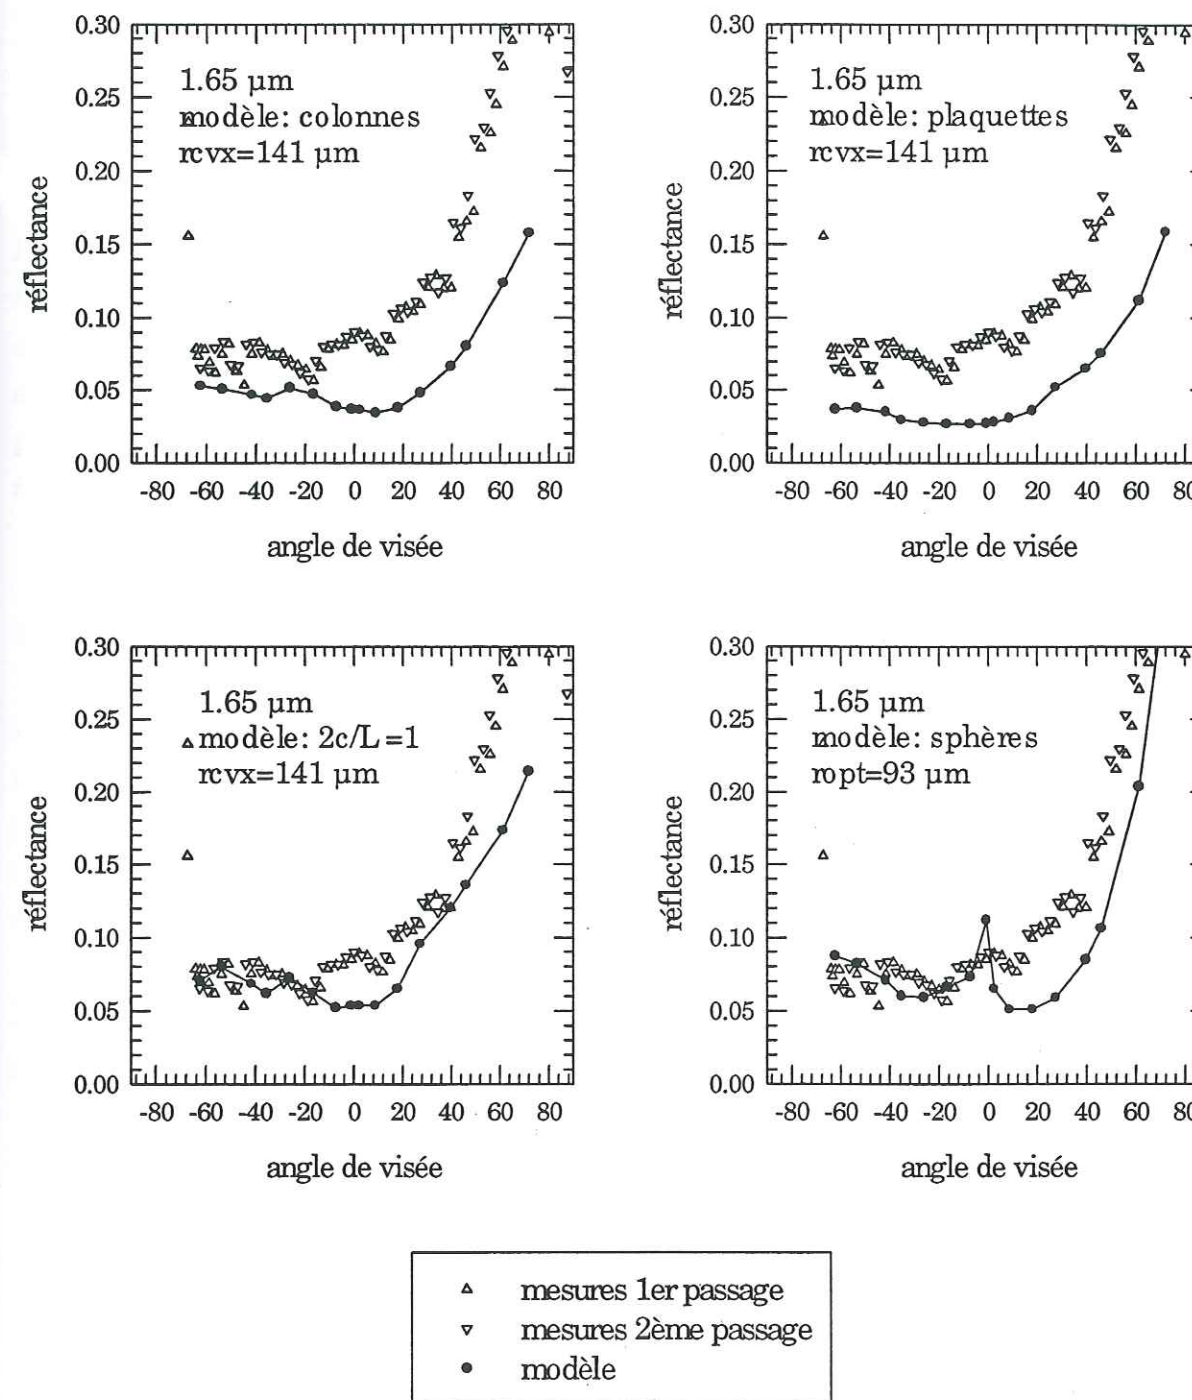 0.30
0.25
0.20
0.15
0.10
0.05
0.00
réflectance
1.65 µm
modèle: colonnes
rcvx=141 µm
-80 -60 -40 -20 0 20 40 60 80
angle de visée
0.30
0.25
0.20
0.15
0.10
0.05
0.00
réflectance
1.65 µm
modèle: plaquettes
rcvx=141 µm
-80 -60 -40 -20 0 20 40 60
angle de visée
0.30
0.25
0.20
0.15
0.10
0.05
0.00
réflectance
1.65 µm
modèle: 2c/L=1
rcvx=141 µm
-80 -60 -40 -20 0 20 40 60 80
angle de visée
0.30
0.25
0.20
0.15
0.10
0.05
0.00
réflectance
1.65 µm
modèle: sphères
ropt=93 µm
-80 -60 -40 -20 0 20 40 60
angle de visée
mesures 1er passage
mesures 2ème passage
modèle